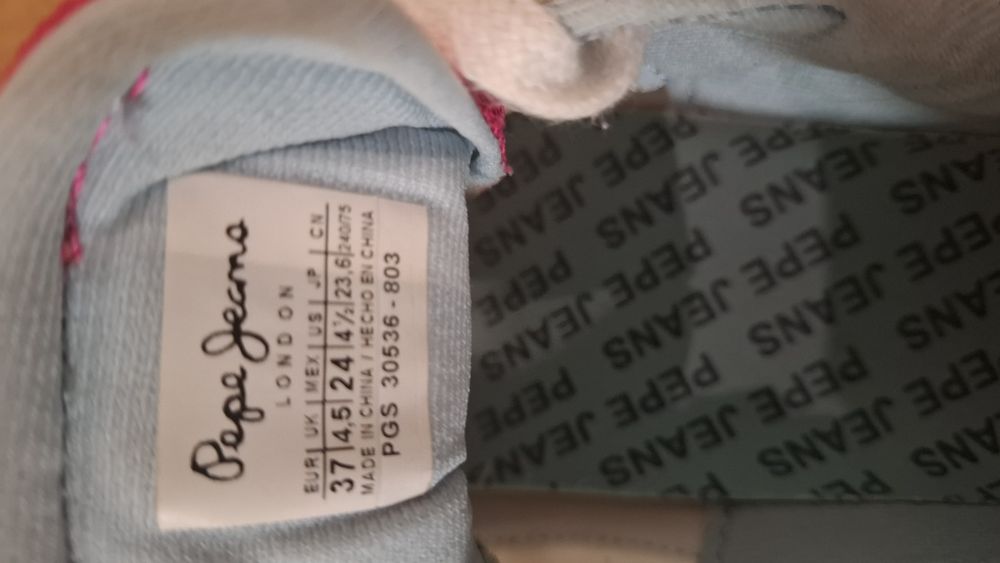 Pepe Jeans
LONDON
EUR | UK | MEX | US | JP | CN
37 | 4,5 | 24 | 4½ | 23,6 | 240/75
MADE IN CHINA / HECHO EN CHINA
PGS 30536 - 803
PEPE JEANS
PEPE JEANS
PEPE JEANS
PEPE JEANS
PEPE JEANS
PEPE JEANS